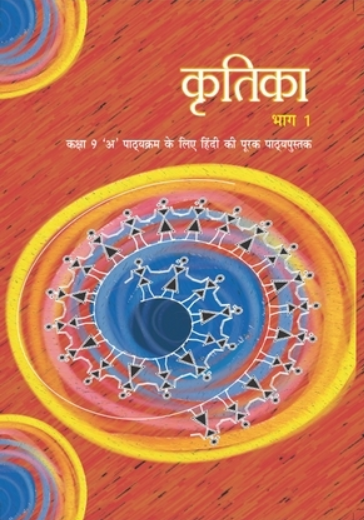 कृतिका
भाग 1
कक्षा 9 'अ' पाठ्यक्रम के लिए हिंदी की पूरक पाठ्यपुस्तक